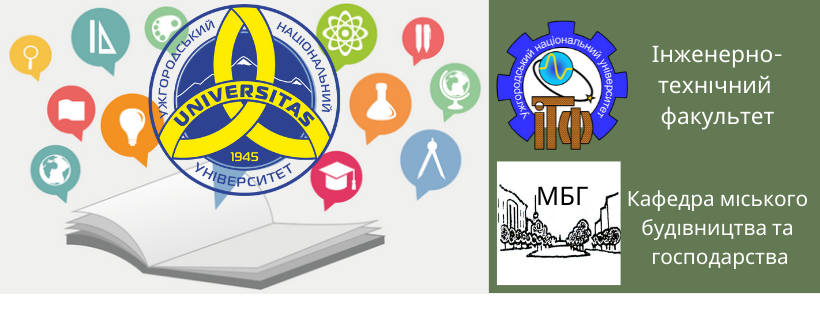 УЖГОРОДСЬКИЙ НАЦІОНАЛЬНИЙ
UNIVERSITAS
1945
УНІВЕРСИТЕТ
Ужгородський національний університет
ІТФ
Інженерно-
технічний
факультет
МБГ
Кафедра міського
будівництва та
господарства